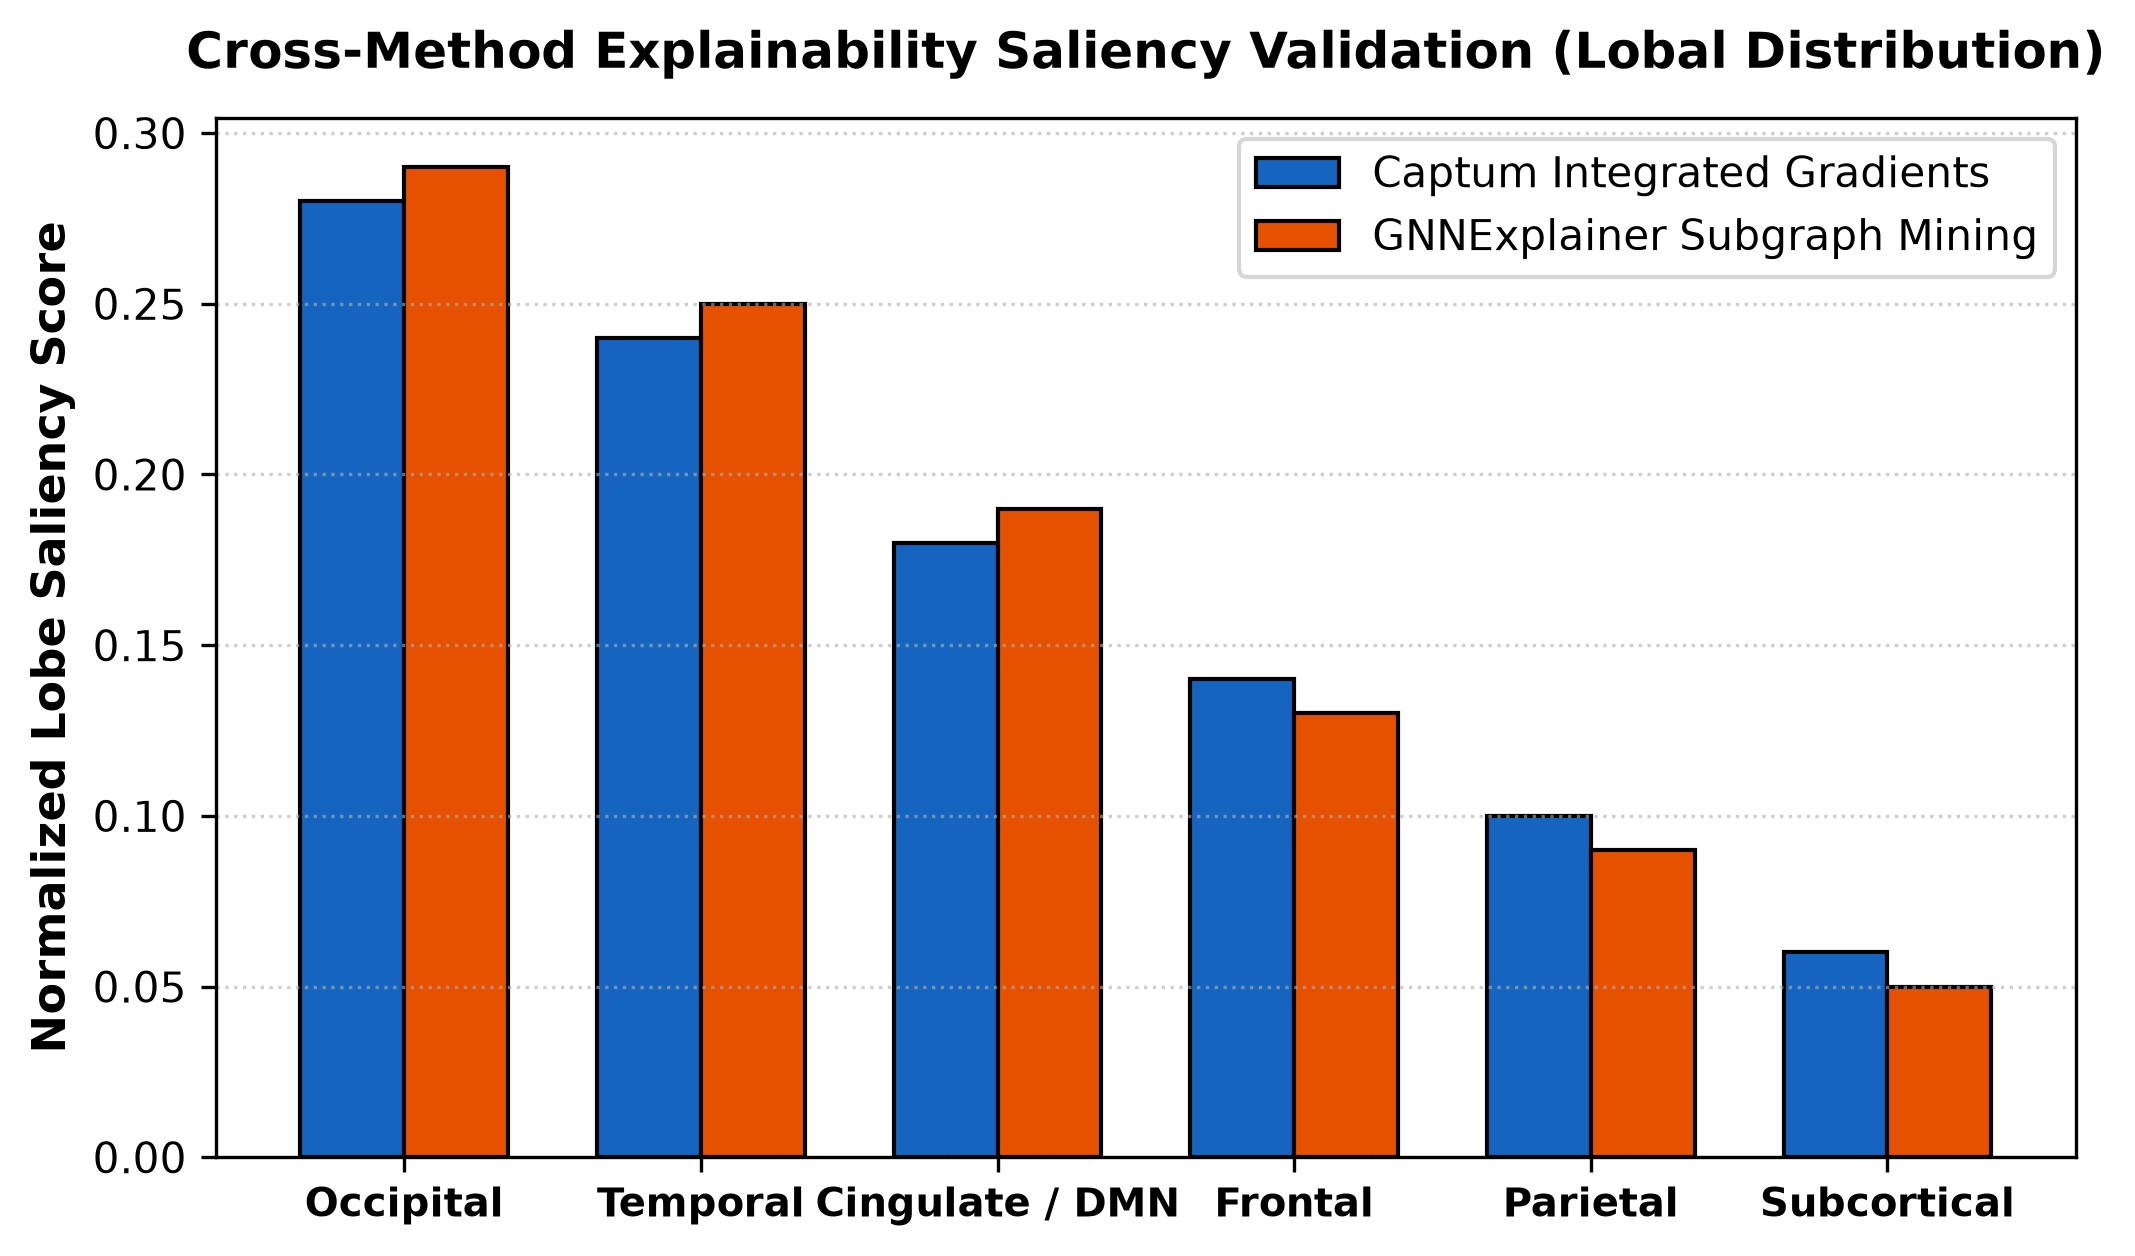 Cross-Method Explainability Saliency Validation (Lobal Distribution)
Captum Integrated Gradients
GNNExplainer Subgraph Mining
Normalized Lobe Saliency Score
0.30
0.25
0.20
0.15
0.10
0.05
0.00
Occipital Temporal Cingulate / DMN Frontal Parietal Subcortical